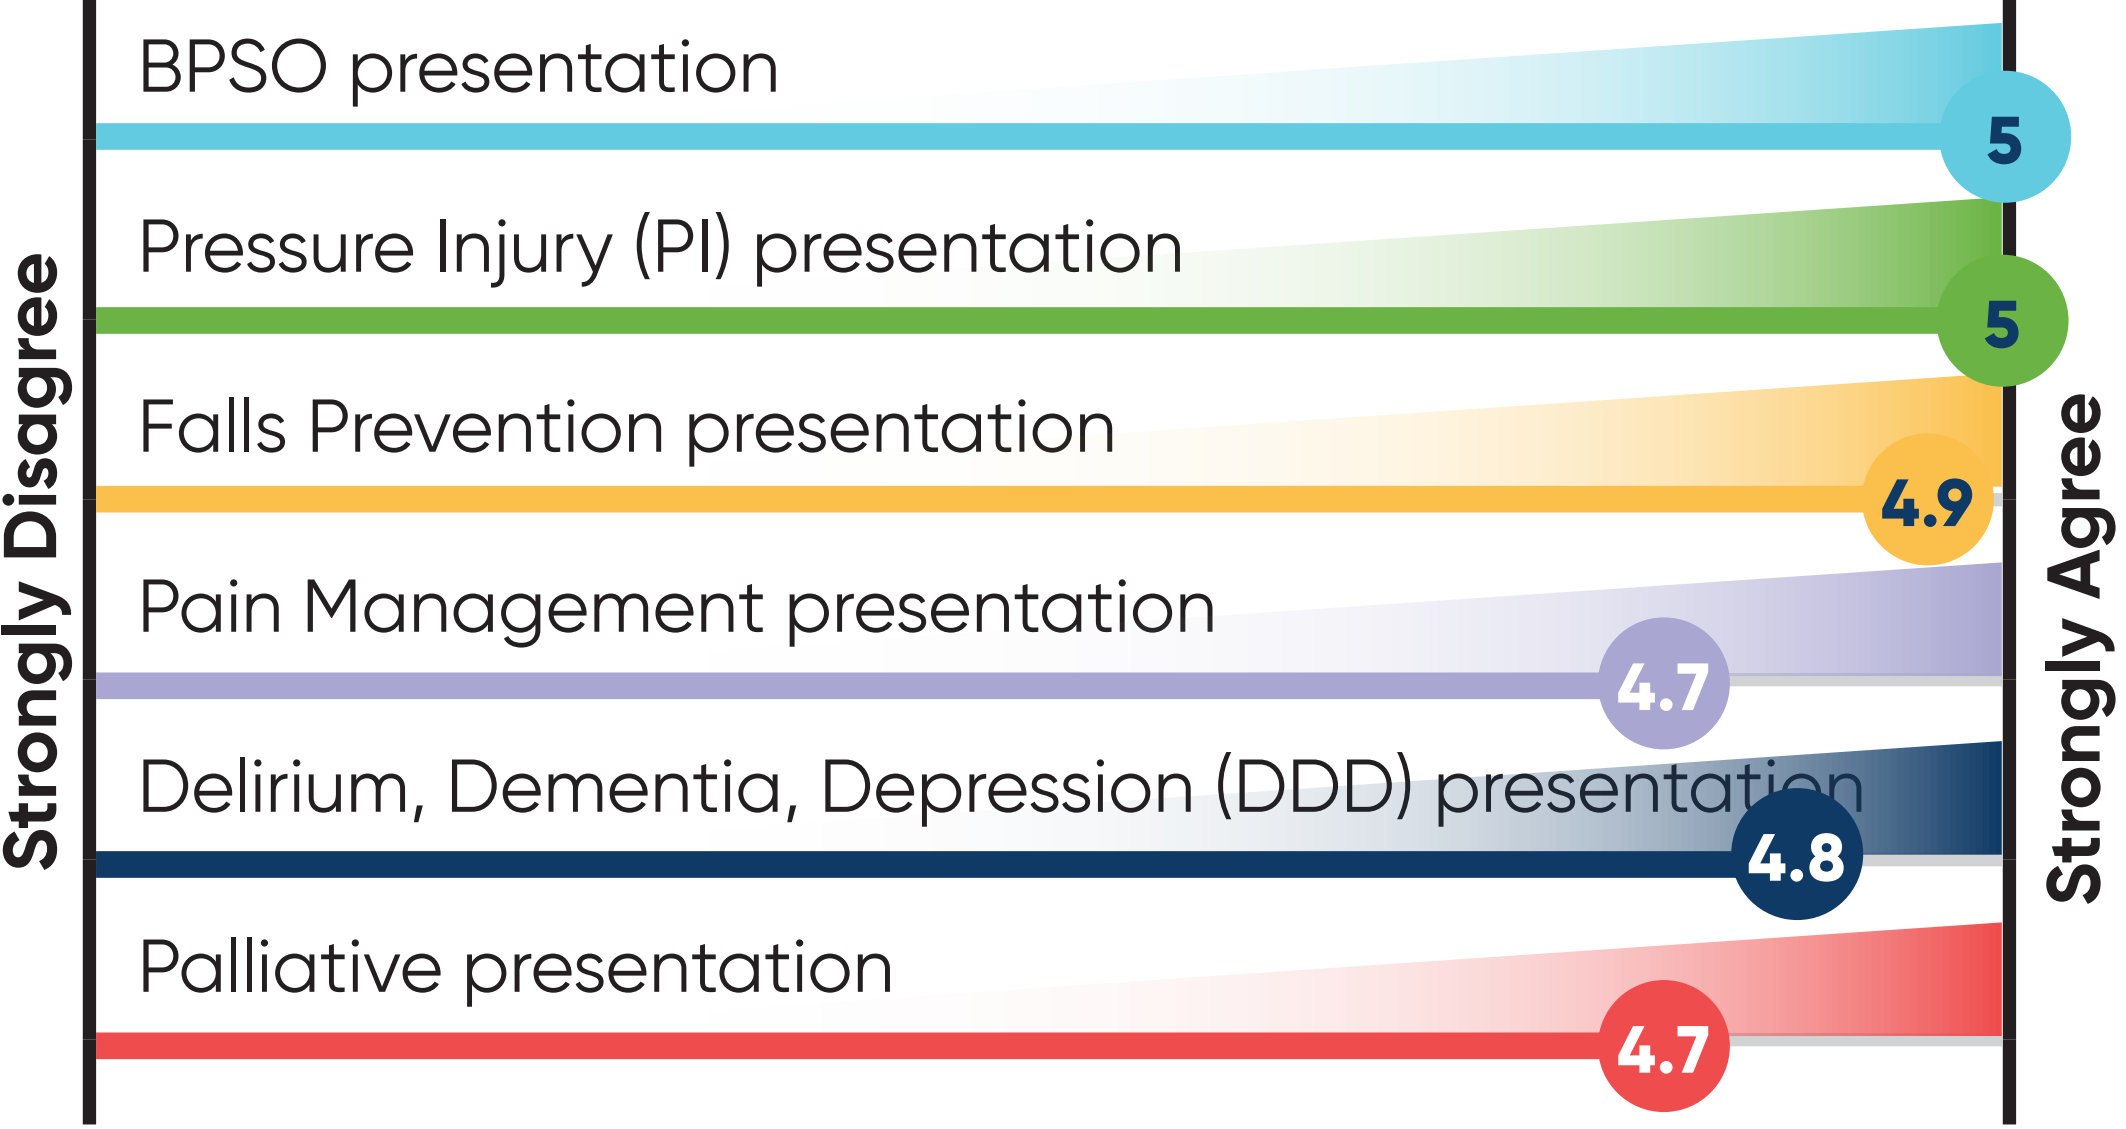 Strongly Disagree
BPSO presentation
5
Pressure Injury (PI) presentation
5
Falls Prevention presentation
4.9
Pain Management presentation
4.7
Delirium, Dementia, Depression (DDD) presentation
4.8
Palliative presentation
4.7
Strongly Agree